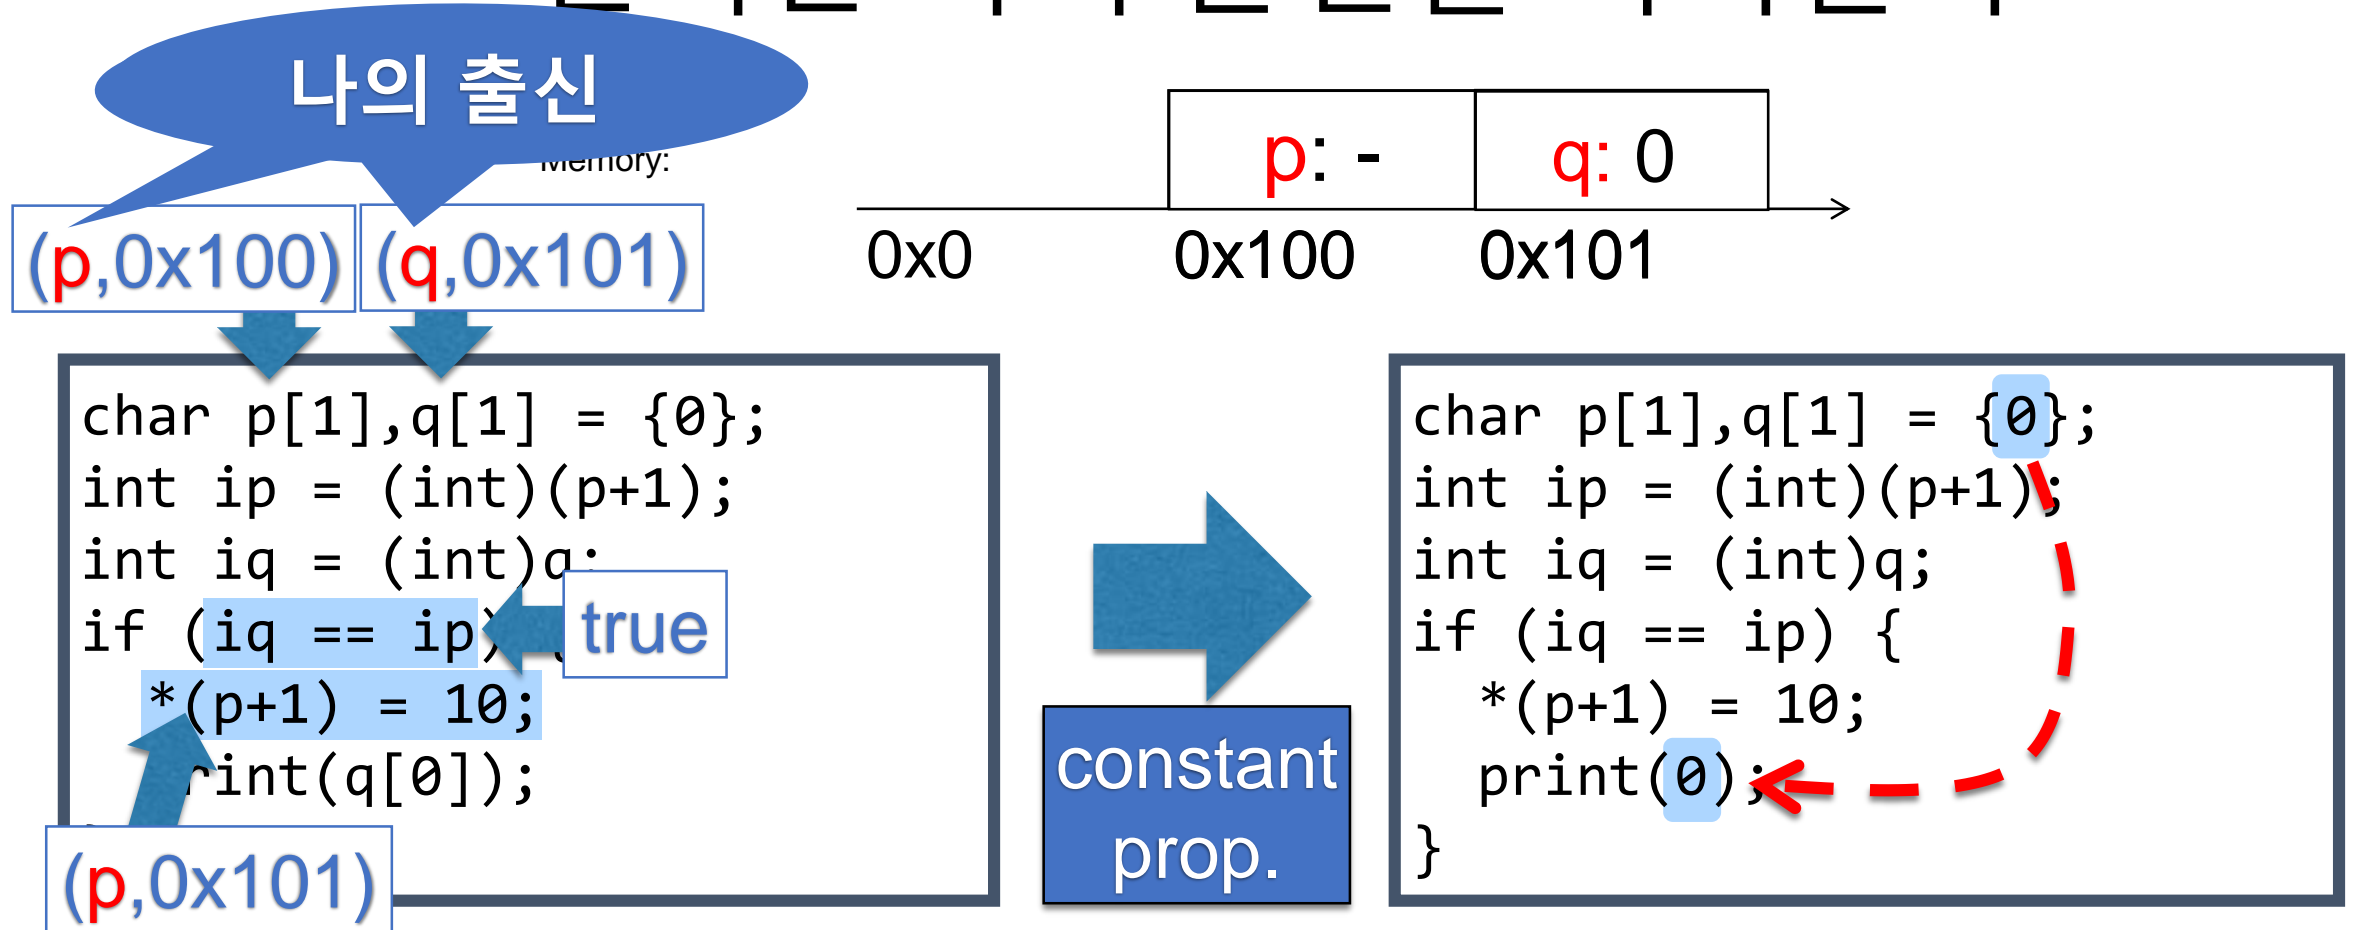 나의 출신
Memory:
p: - q: 0
0x0 0x100 0x101
(p,0x100) (q,0x101)
char p[1],q[1] = {0};
int ip = (int)(p+1);
int iq = (int)q;
if (iq == ip) {
true
*(p+1) = 10;
print(q[0]);
(p,0x101)
constant
prop.
char p[1],q[1] = {0};
int ip = (int)(p+1);
int iq = (int)q;
if (iq == ip) {
*(p+1) = 10;
print(0);
}